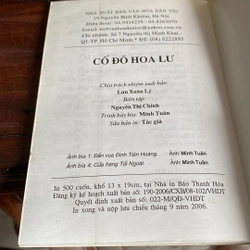 NHÀ XUẤT BẢN VĂN HÓA DÂN TỘC
19 Nguyễn Bỉnh Khiêm, Hà Nội
CỐ ĐÔ HOA LƯ
Chịu trách nhiệm xuất bản:
Lưu Xuân Lý
Biên tập:
Nguyễn Thị Chính
Trình bày bìa: Minh Tuân
Sửa bản in: Tác giả
Ảnh bìa 1: Đền vua Đinh Tiên Hoàng. Ảnh: Minh Tuân
Ảnh bìa 4: Cửa hang Tối Ngoài. Ảnh: Minh Tuân
In 500 cuốn, khổ 13 x 19cm, tại Nhà in Báo Thanh Hóa
Đăng ký kế hoạch xuất bản số: 190-2006/CXB/08-102/VHDT
Quyết định xuất bản số: 022-M/QĐ-VHDT
In xong và nộp lưu chiểu tháng 9 năm 2006.